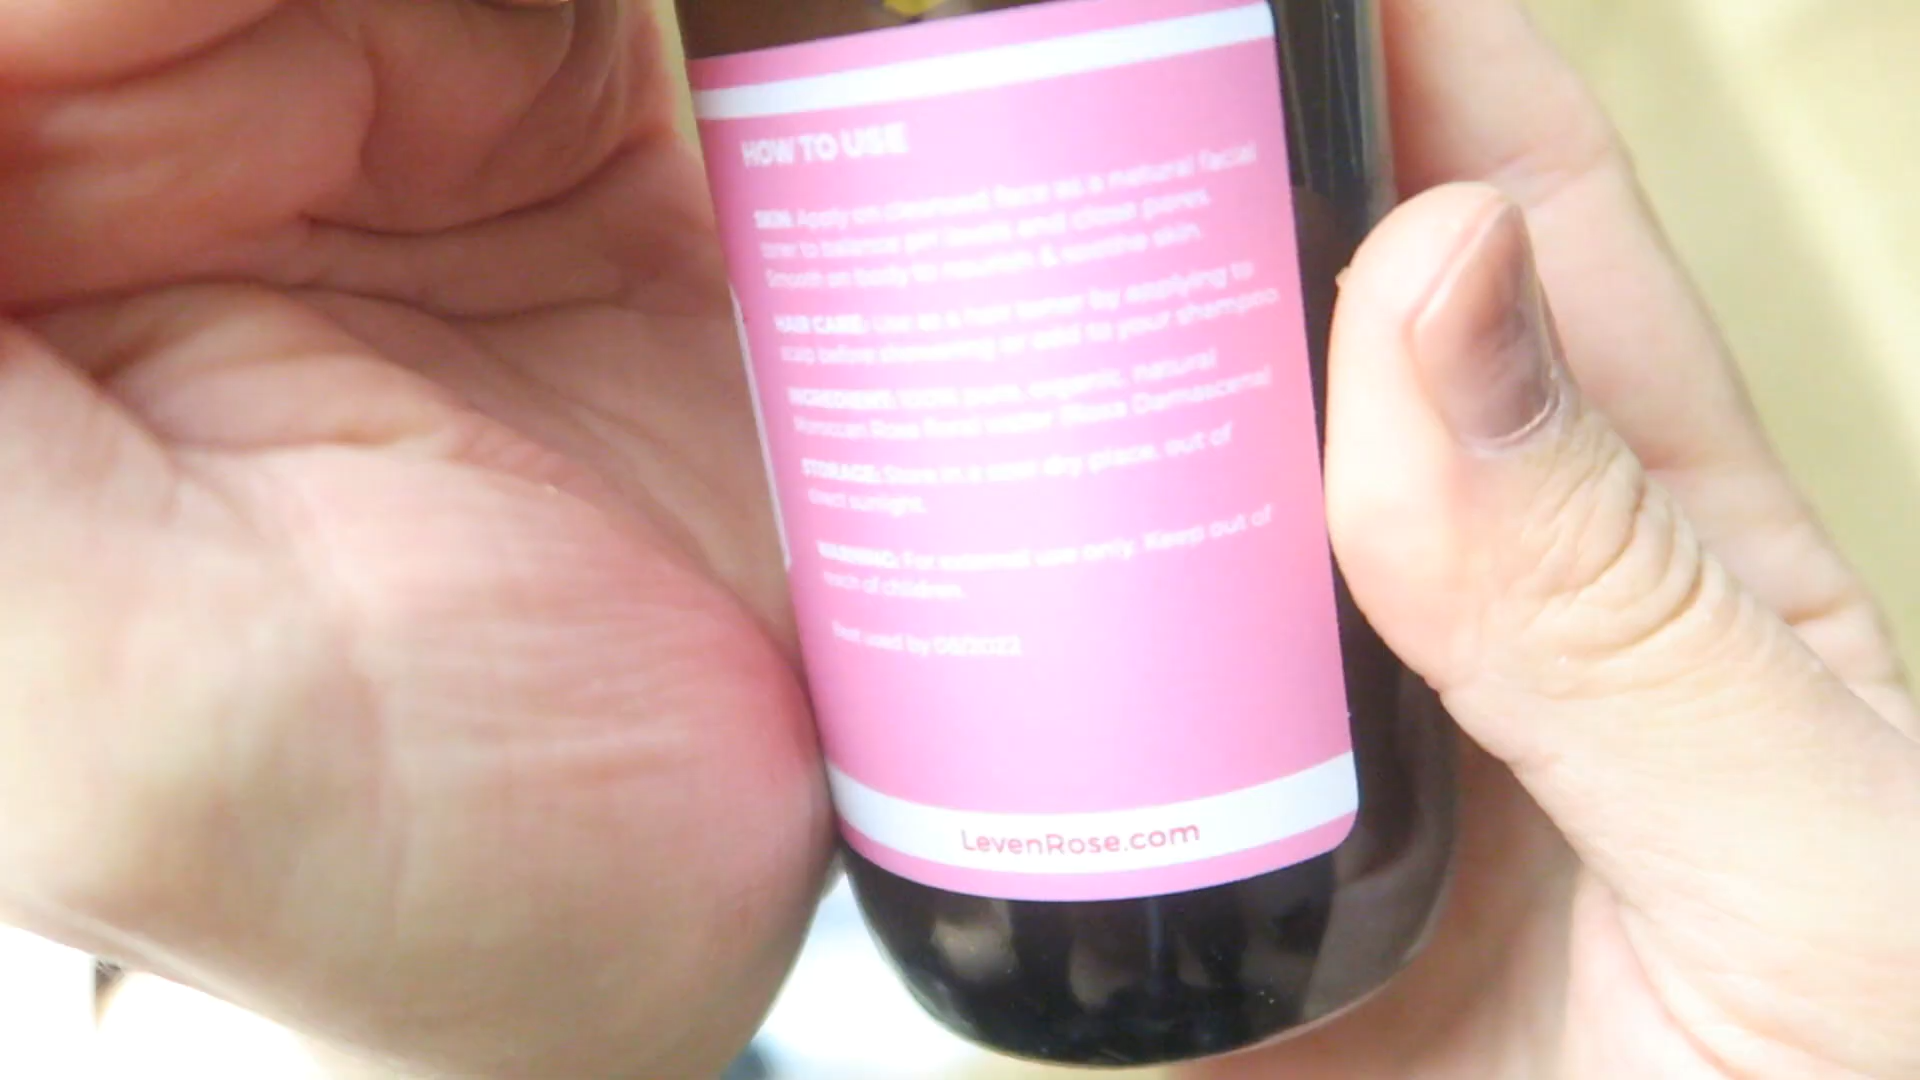 HOW TO USE
SKIN: Apply on cleansed face as a natural facial
toner to balance pH levels and close pores.
Smooth on body to nourish & soothe skin.
HAIR CARE: Use as a hair toner by applying to
scalp before showering or add to your shampoo
INGREDIENT: 100% pure, organic, natural
Moroccan Rose floral water (Rosa Damascena)
STORAGE: Store in a cool dry place, out of
direct sunlight.
WARNING: For external use only. Keep out of
reach of children.
Best used by 08/2022
LevenRose.com